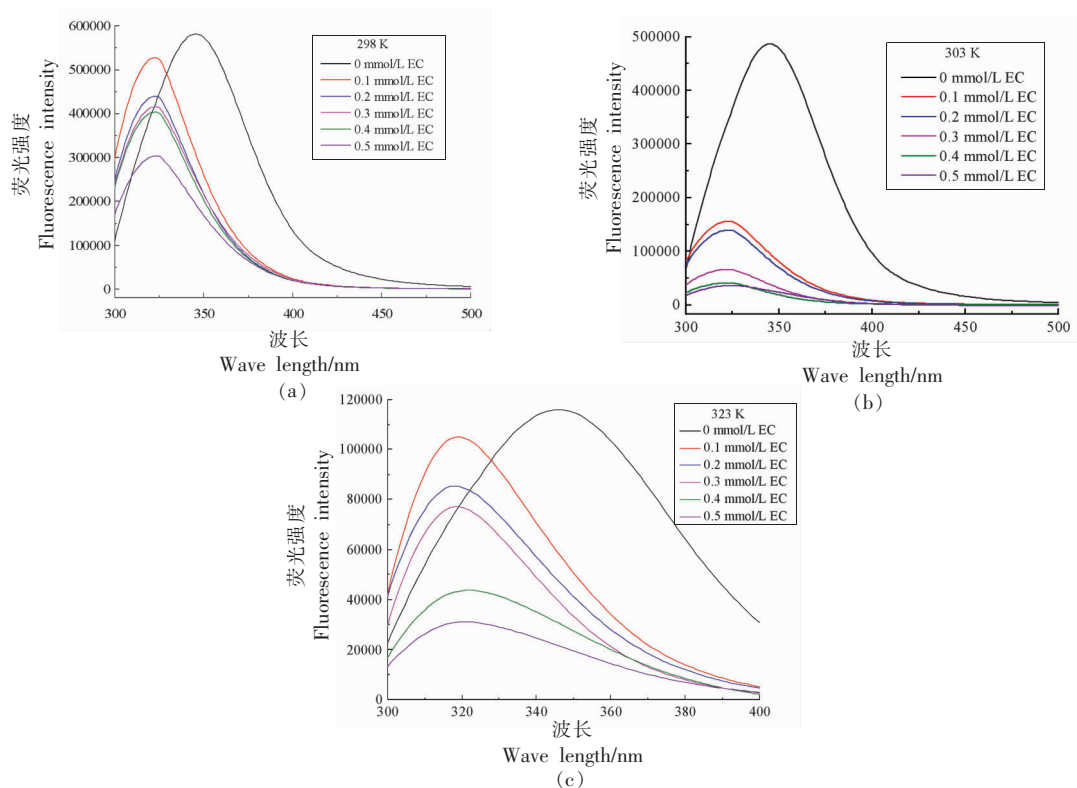 600000
500000
400000
300000
200000
100000
0
荧光强度
Fluorescence intensity
298 K
0 mmol/L EC
0.1 mmol/L EC
0.2 mmol/L EC
0.3 mmol/L EC
0.4 mmol/L EC
0.5 mmol/L EC
300 350 400 450 500
波长
Wave length/nm
(a)
500000
400000
300000
200000
100000
0
荧光强度
Fluorescence intensity
303 K
0 mmol/L EC
0.1 mmol/L EC
0.2 mmol/L EC
0.3 mmol/L EC
0.4 mmol/L EC
0.5 mmol/L EC
300 350 400 450 500
波长
Wave length/nm
(b)
120000
100000
80000
60000
40000
20000
0
荧光强度
Fluorescence intensity
323 K
0 mmol/L EC
0.1 mmol/L EC
0.2 mmol/L EC
0.3 mmol/L EC
0.4 mmol/L EC
0.5 mmol/L EC
300 320 340 360 380 400
波长
Wave length/nm
(c)